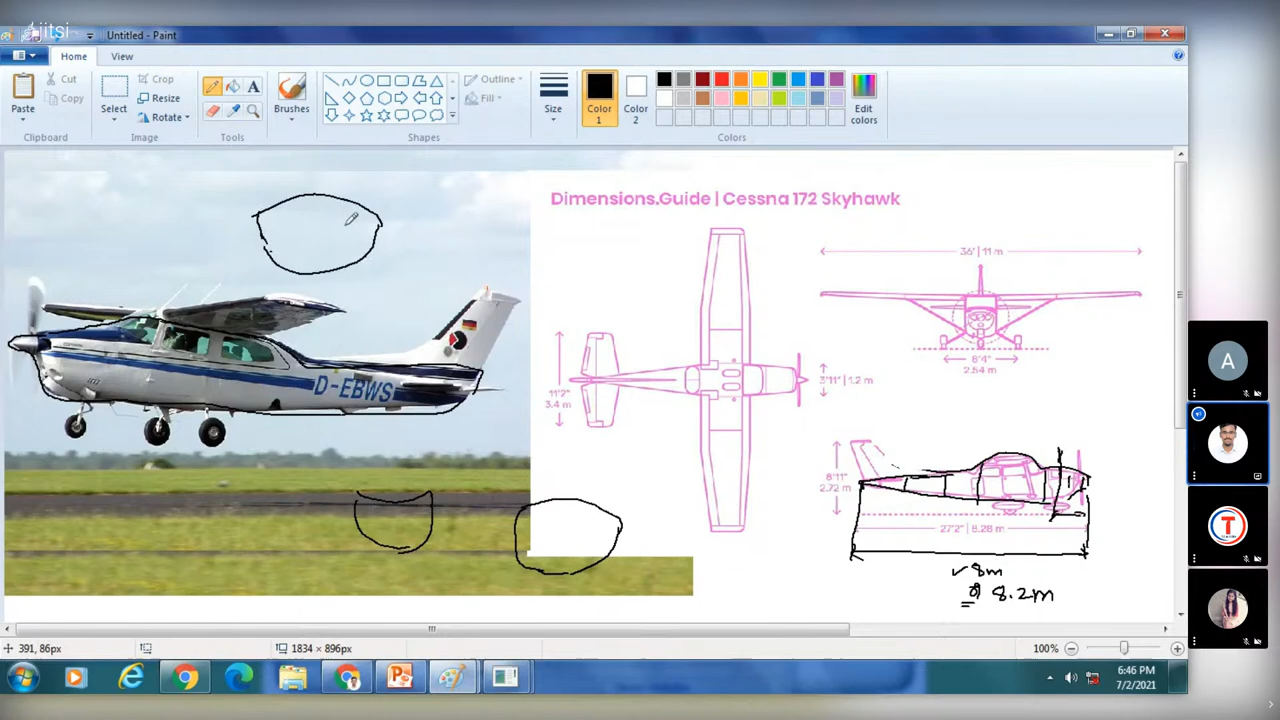 jitsi
Untitled - Paint
Home View
Paste
Cut
Copy
Clipboard
Select
Crop
Resize
Rotate
Image
A
Tools
Brushes
Shapes
Outline
Fill
Size
Color 1
Color 2
Edit colors
Colors
Dimensions.Guide | Cessna 172 Skyhawk
36' | 11 m
8'4"
2.54 m
11'2"
3.4 m
3'11" | 1.2 m
D-EBWS
8'11"
2.72 m
27'2" | 8.28 m
8m
8.2m
A
T
391, 86px
1834 × 896px
100%
6:46 PM
7/2/2021